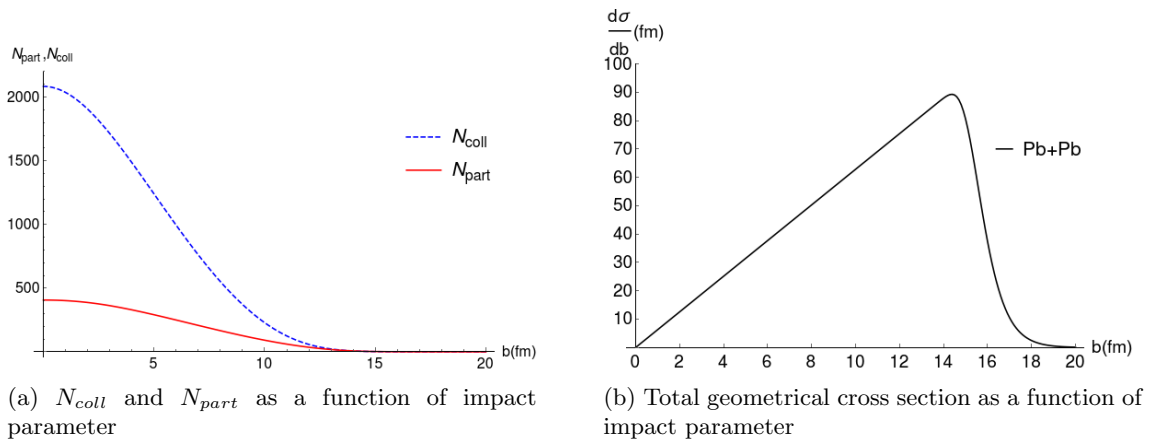 N_part,N_coll
2000
1500
1000
500
N_coll
N_part
5
10
15
20
b(fm)
(a) N_coll and N_part as a function of impact
parameter
dσ
db
(fm)
100
90
80
70
60
50
40
30
20
10
0
Pb+Pb
0 2 4 6 8 10 12 14 16 18 20
b(fm)
(b) Total geometrical cross section as a function of
impact parameter